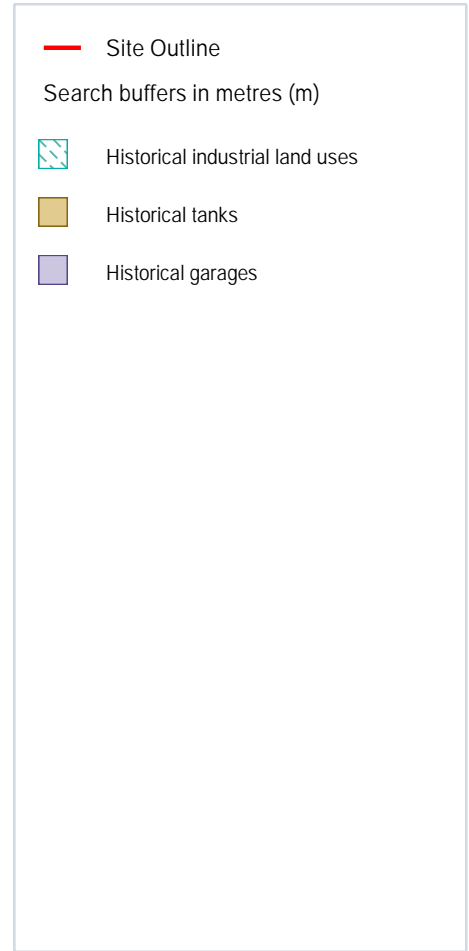 Site Outline
Search buffers in metres (m)
Historical industrial land uses
Historical tanks
Historical garages